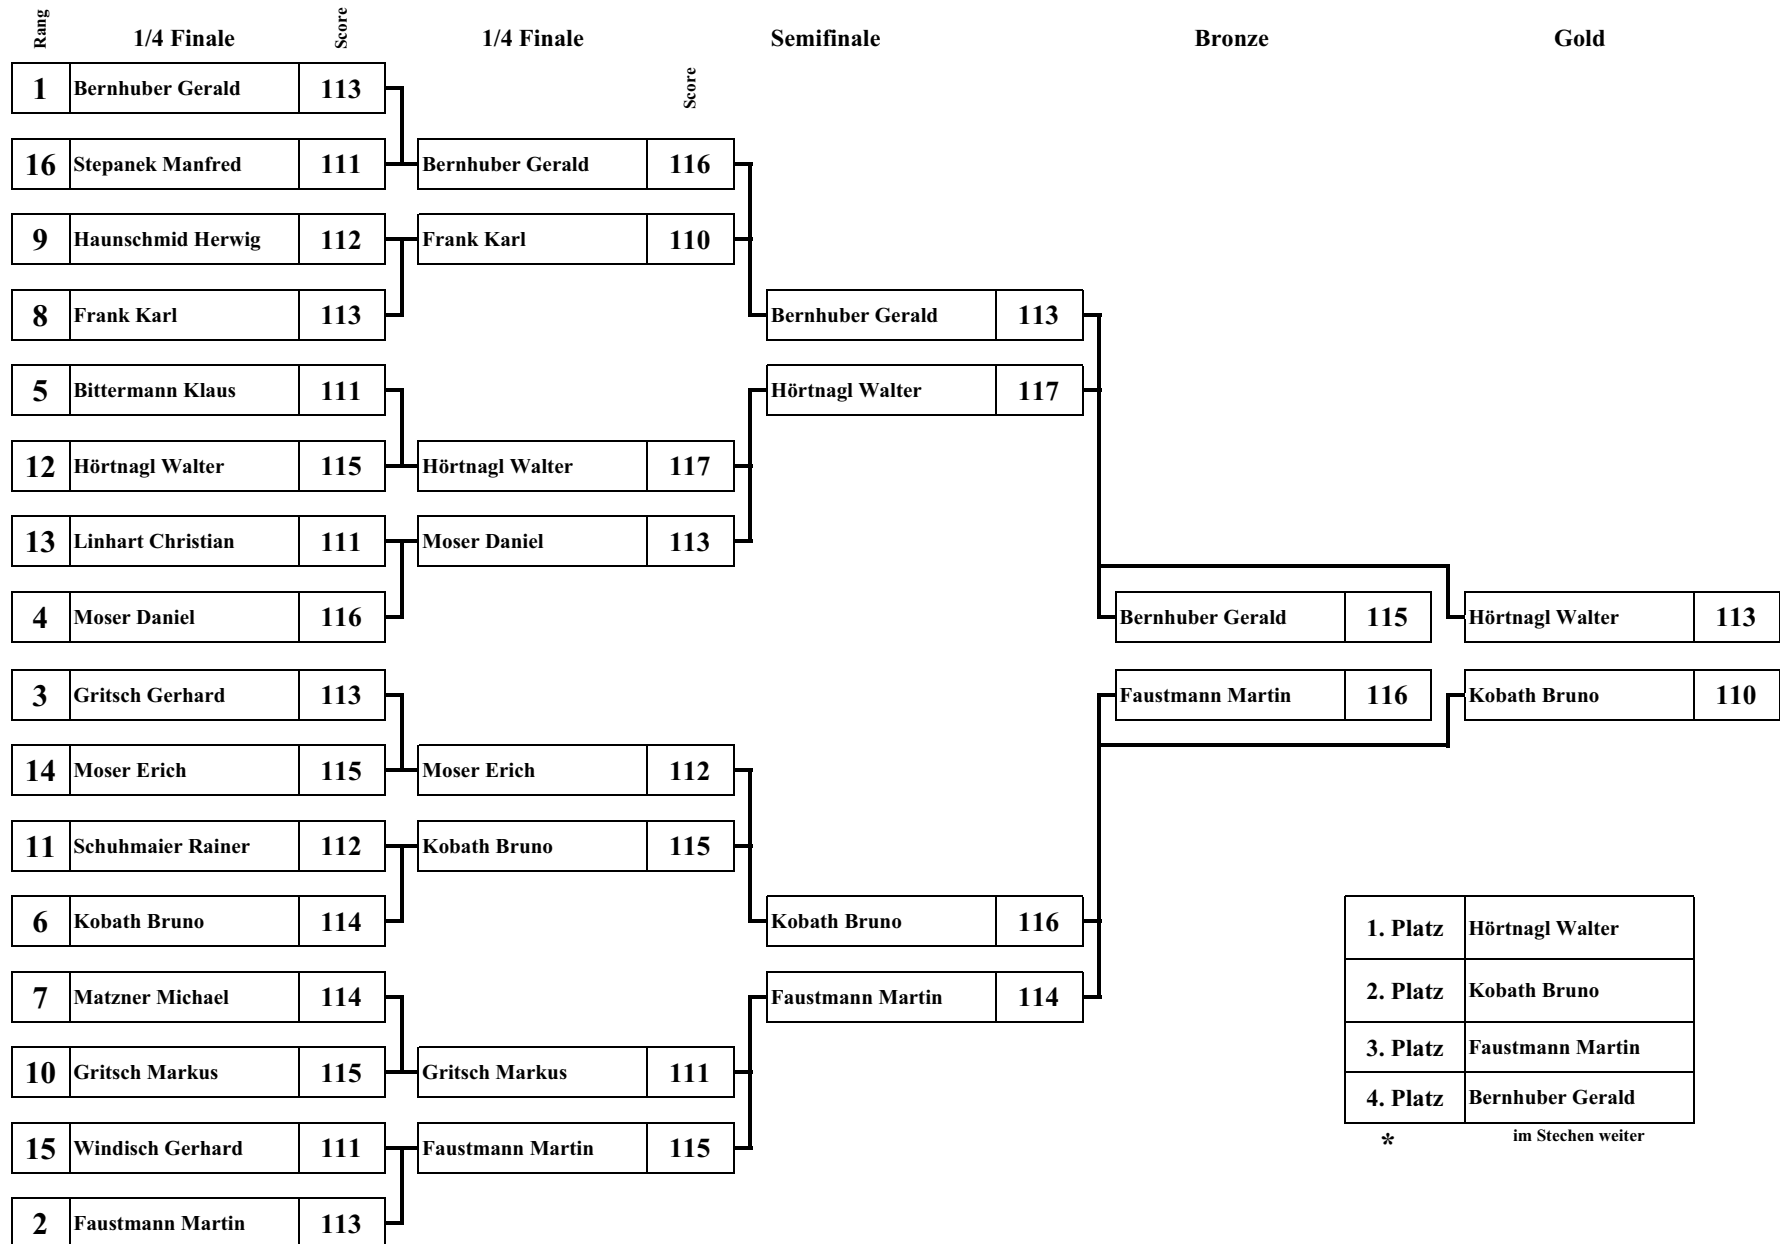 Rang 1/4 Finale Score 1/4 Finale Semifinale Bronze Gold
Score
1 Bernhuber Gerald 113
16 Stepanek Manfred 111 Bernhuber Gerald 116
9 Haunschmid Herwig 112 Frank Karl 110
8 Frank Karl 113 Bernhuber Gerald 113
5 Bittermann Klaus 111 Hörtnagl Walter 117
12 Hörtnagl Walter 115 Hörtnagl Walter 117
13 Linhart Christian 111 Moser Daniel 113
4 Moser Daniel 116 Bernhuber Gerald 115 Hörtnagl Walter 113
3 Gritsch Gerhard 113 Faustmann Martin 116 Kobath Bruno 110
14 Moser Erich 115 Moser Erich 112
11 Schuhmaier Rainer 112 Kobath Bruno 115
6 Kobath Bruno 114 Kobath Bruno 116 1. Platz Hörtnagl Walter
7 Matzner Michael 114 Faustmann Martin 114 2. Platz Kobath Bruno
3. Platz Faustmann Martin
10 Gritsch Markus 115 Gritsch Markus 111
4. Platz Bernhuber Gerald
15 Windisch Gerhard 111 Faustmann Martin 115 * im Stechen weiter
2 Faustmann Martin 113